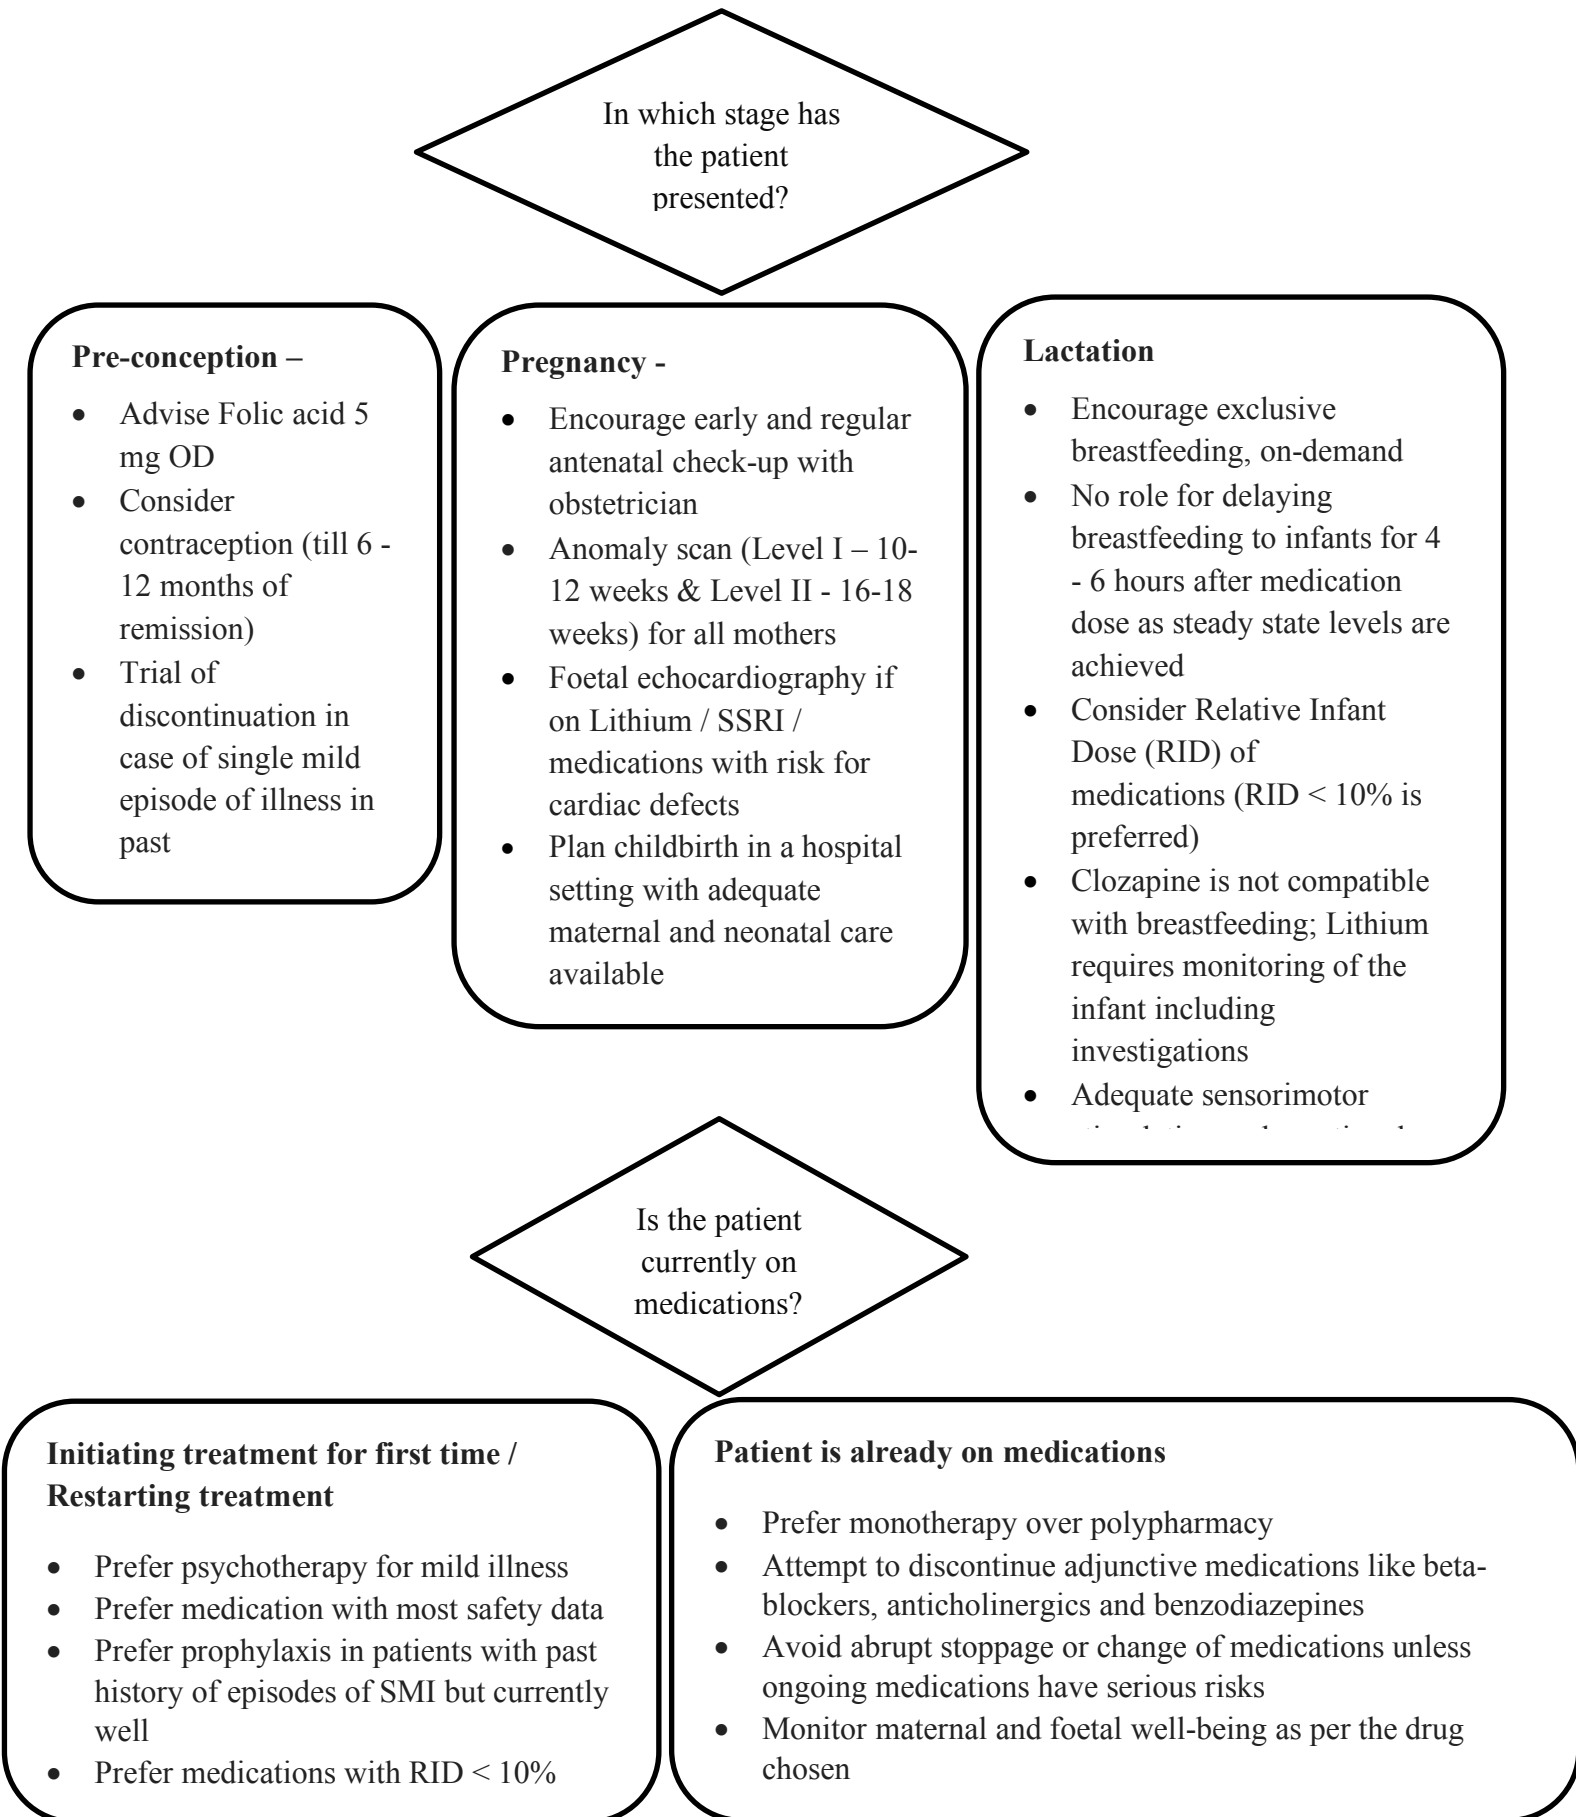 In which stage has
the patient
presented?
Pre-conception –
• Advise Folic acid 5
mg OD
• Consider
contraception (till 6 -
12 months of
remission)
• Trial of
discontinuation in
case of single mild
episode of illness in
past
Pregnancy -
• Encourage early and regular
antenatal check-up with
obstetrician
• Anomaly scan (Level I – 10-
12 weeks & Level II - 16-18
weeks) for all mothers
• Foetal echocardiography if
on Lithium / SSRI /
medications with risk for
cardiac defects
• Plan childbirth in a hospital
setting with adequate
maternal and neonatal care
available
Lactation
• Encourage exclusive
breastfeeding, on-demand
• No role for delaying
breastfeeding to infants for 4
- 6 hours after medication
dose as steady state levels are
achieved
• Consider Relative Infant
Dose (RID) of
medications (RID < 10% is
preferred)
• Clozapine is not compatible
with breastfeeding; Lithium
requires monitoring of the
infant including
investigations
• Adequate sensorimotor
Is the patient
currently on
medications?
Initiating treatment for first time /
Restarting treatment
• Prefer psychotherapy for mild illness
• Prefer medication with most safety data
• Prefer prophylaxis in patients with past
history of episodes of SMI but currently
well
• Prefer medications with RID < 10%
Patient is already on medications
• Prefer monotherapy over polypharmacy
• Attempt to discontinue adjunctive medications like beta-
blockers, anticholinergics and benzodiazepines
• Avoid abrupt stoppage or change of medications unless
ongoing medications have serious risks
• Monitor maternal and foetal well-being as per the drug
chosen